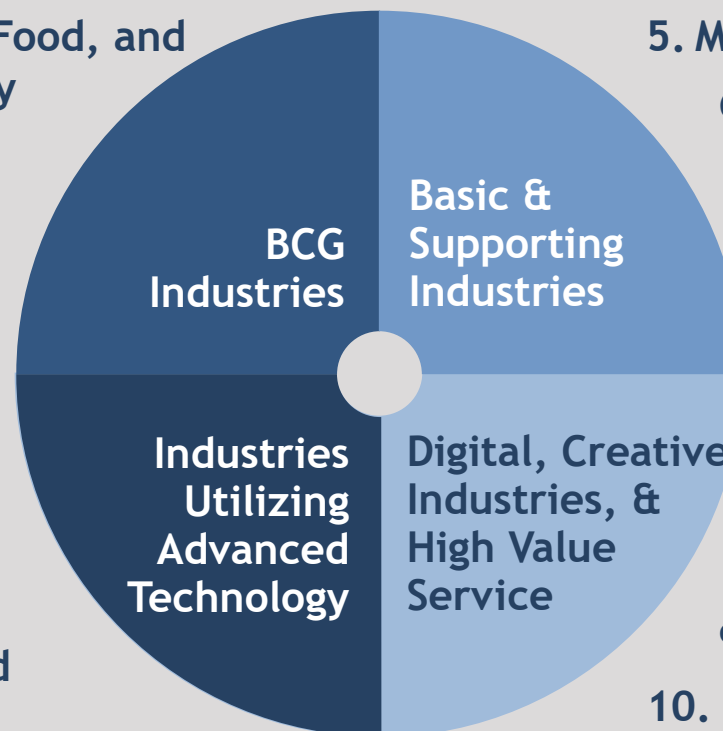 Food, and
5. M
y
BCG
Industries
Basic &
Supporting
Industries
Industries
Utilizing
Advanced
Technology
Digital, Creative
Industries, &
High Value
Service
d
10.